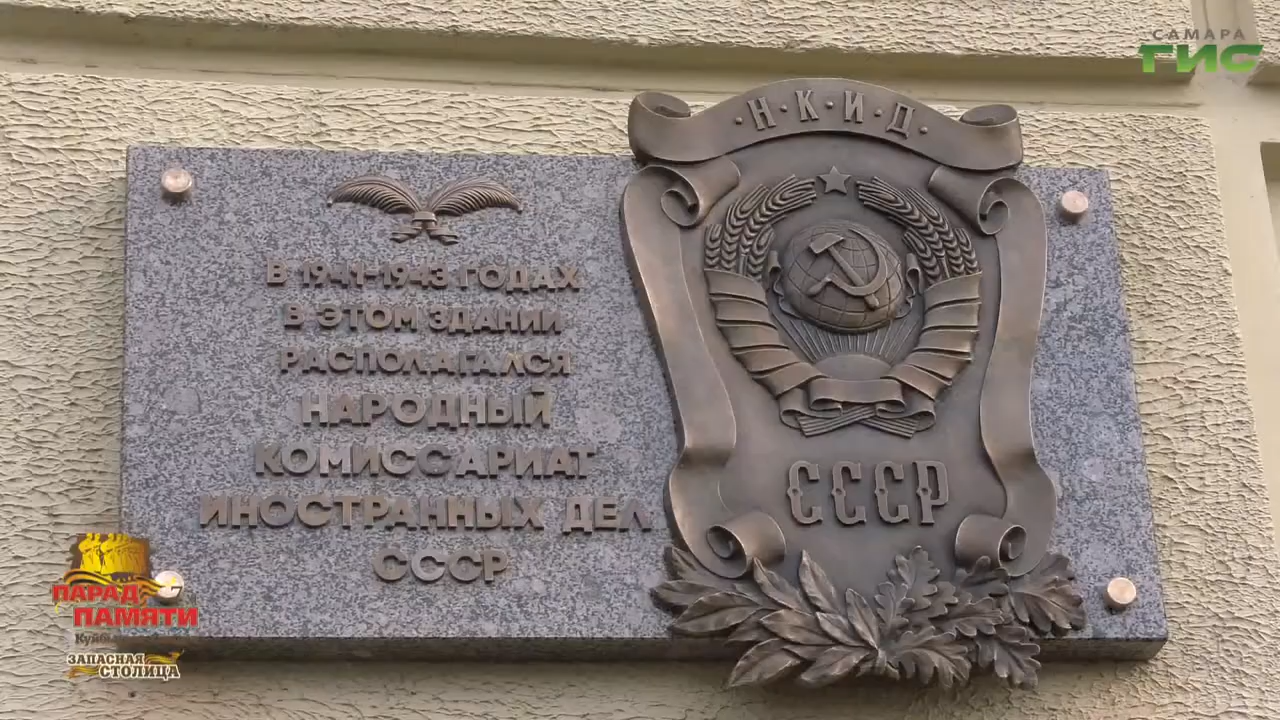 САМАРА
ГИС
·Н·К·И·Д·
В 1941-1943 ГОДАХ
В ЭТОМ ЗДАНИИ
РАСПОЛАГАЛСЯ
НАРОДНЫЙ
КОМИССАРИАТ
ИНОСТРАННЫХ ДЕЛ
СССР
СССР
ПАРАД
ПАМЯТИ
ЗАПАСНАЯ
СТОЛИЦА